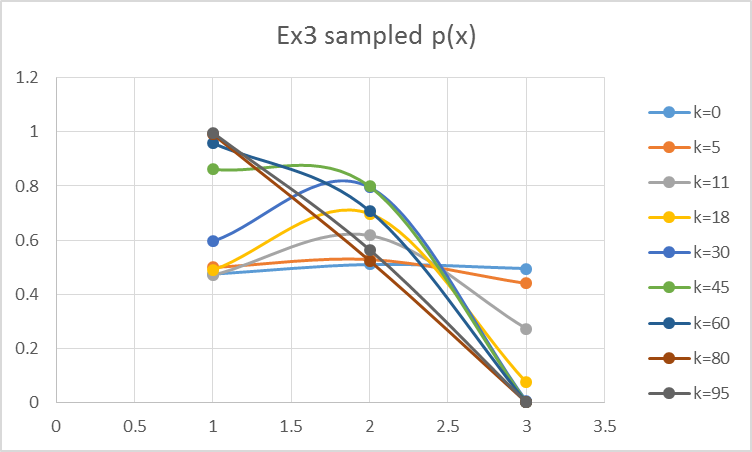 Ex3 sampled p(x)
1.2
1
0.8
0.6
0.4
0.2
0
0 0.5 1 1.5 2 2.5 3 3.5
k=0
k=5
k=11
k=18
k=30
k=45
k=60
k=80
k=95